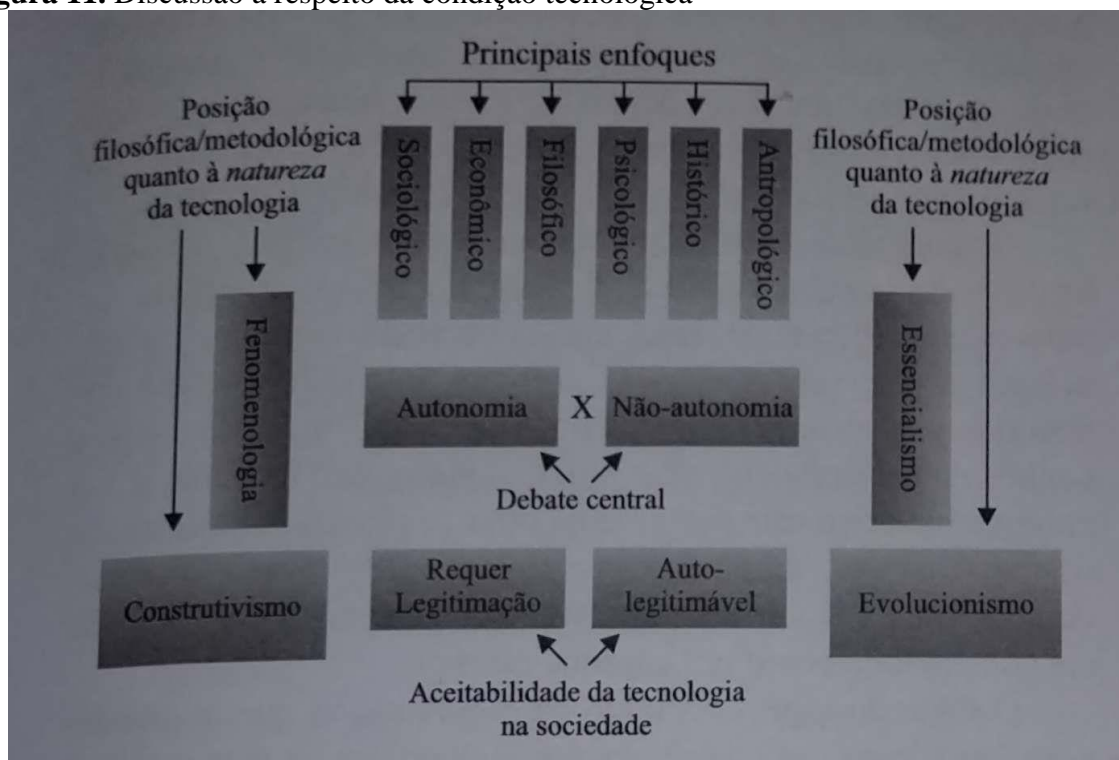 gura 11. Discussão a respeito da condição tecnológica
Principais enfoques
Posição
filosófica/metodológica
quanto à natureza
da tecnologia
Sociológico
Econômico
Filosófico
Psicológico
Histórico
Antropológico
Posição
filosófica/metodológica
quanto à natureza
da tecnologia
Fenomenologia
Essencialismo
Autonomia X Não-autonomia
Debate central
Construtivismo
Requer
Legitimação
Auto-
legitimável
Evolucionismo
Aceitabilidade da tecnologia
na sociedade